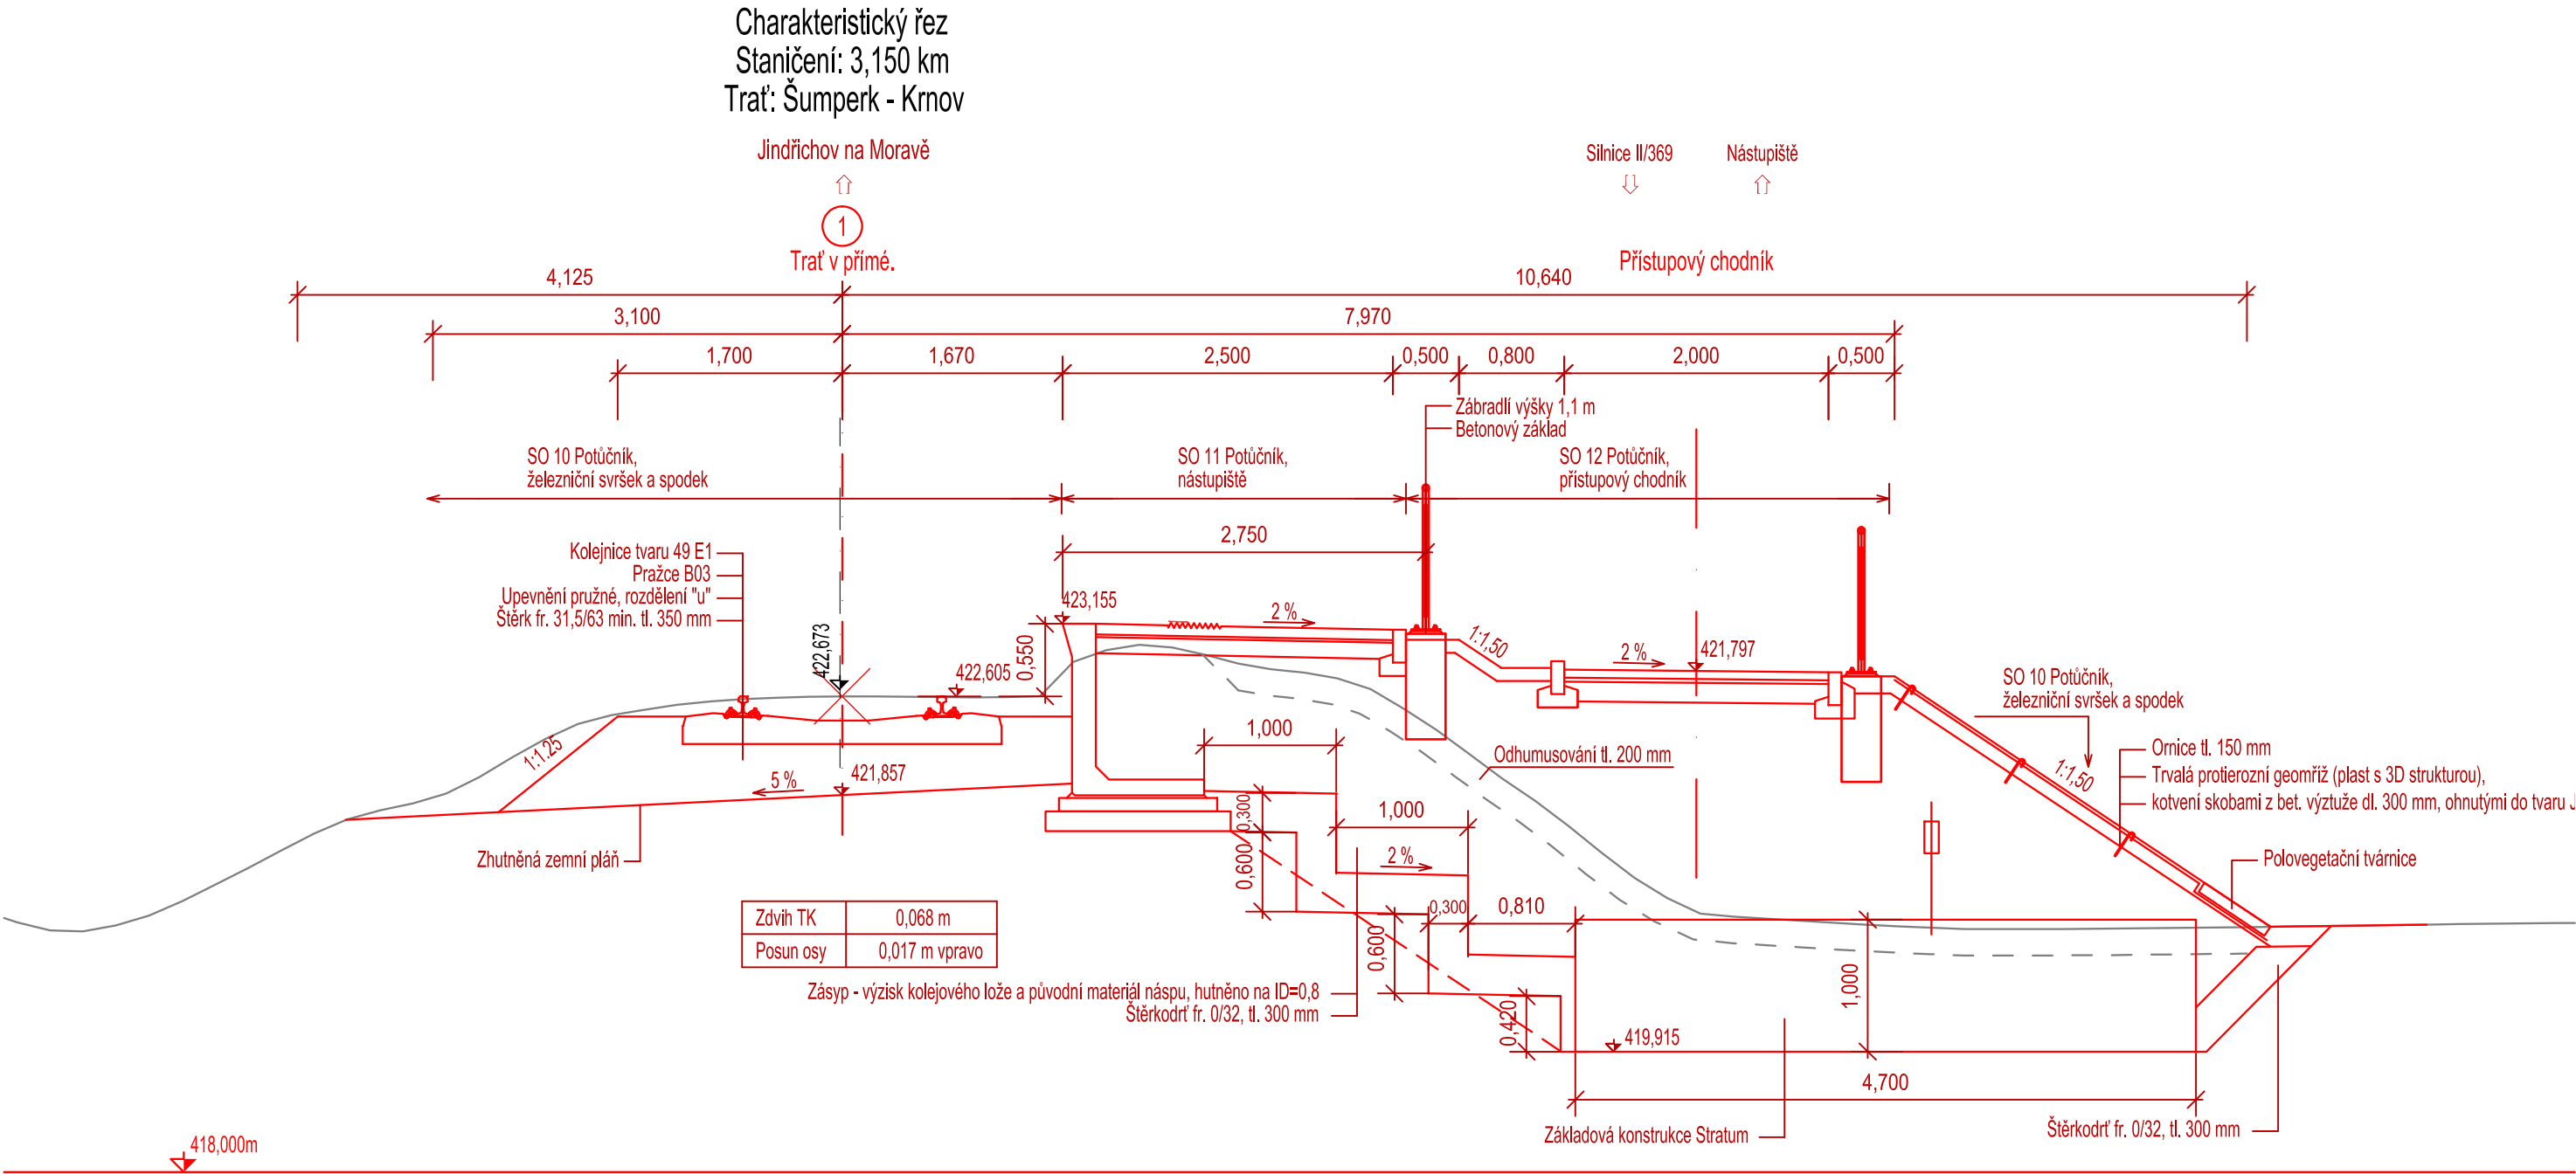 Charakteristický řez
Staničení: 3,150 km
Trať: Šumperk - Krnov
Jindřichov na Moravě
Silnice II/369
Nástupiště
1
Trať v přímé.
Přístupový chodník
4,125
10,640
3,100
7,970
1,700
1,670
2,500
0,500
0,800
2,000
0,500
Zábradlí výšky 1,1 m
Betonový základ
SO 10 Potůčník,
železniční svršek a spodek
SO 11 Potůčník,
nástupiště
SO 12 Potůčník,
přístupový chodník
2,750
Kolejnice tvaru 49 E1
Pražce B03
Upevnění pružné, rozdělení "u"
Štěrk fr. 31,5/63 min. tl. 350 mm
422,673
423,155
0,550
422,605
2 %
1:1,50
2 %
421,797
SO 10 Potůčník,
železniční svršek a spodek
1:1.25
5 %
421,857
1,000
Odhumusování tl. 200 mm
1:1,50
Ornice tl. 150 mm
Trvalá protierozní geomříž (plast s 3D strukturou),
kotvení skobami z bet. výztuže dl. 300 mm, ohnutými do tvaru J
0,300
1,000
Zhutněná zemní pláň
0,600
2 %
Polovegetační tvárnice
Zdvih TK 0,068 m
Posun osy 0,017 m vpravo
0,300
0,810
0,600
1,000
Zásyp - výzisk kolejového lože a původní materiál náspu, hutněno na ID=0,8
Štěrkodrť fr. 0/32, tl. 300 mm
0,420
419,915
4,700
Základová konstrukce Stratum
Štěrkodrť fr. 0/32, tl. 300 mm
418,000m